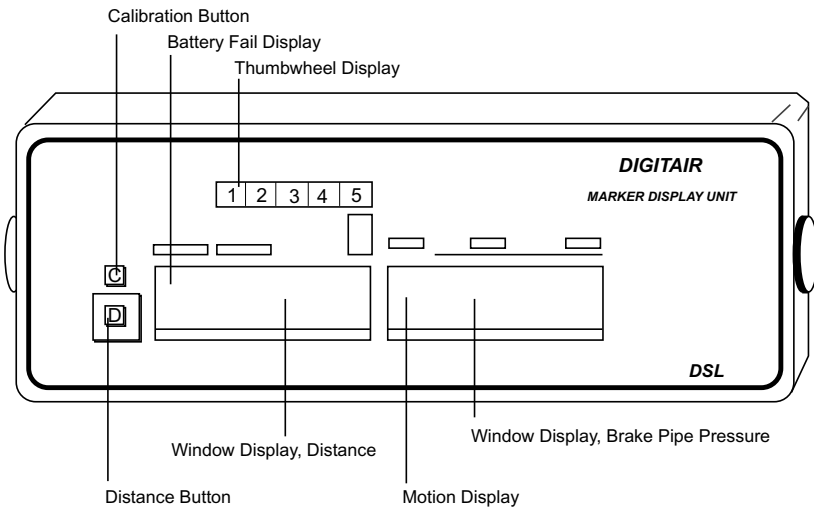 Calibration Button
Battery Fail Display
Thumbwheel Display
DIGITAIR
1 2 3 4 5
MARKER DISPLAY UNIT
C
D
DSL
Window Display, Distance
Window Display, Brake Pipe Pressure
Distance Button
Motion Display